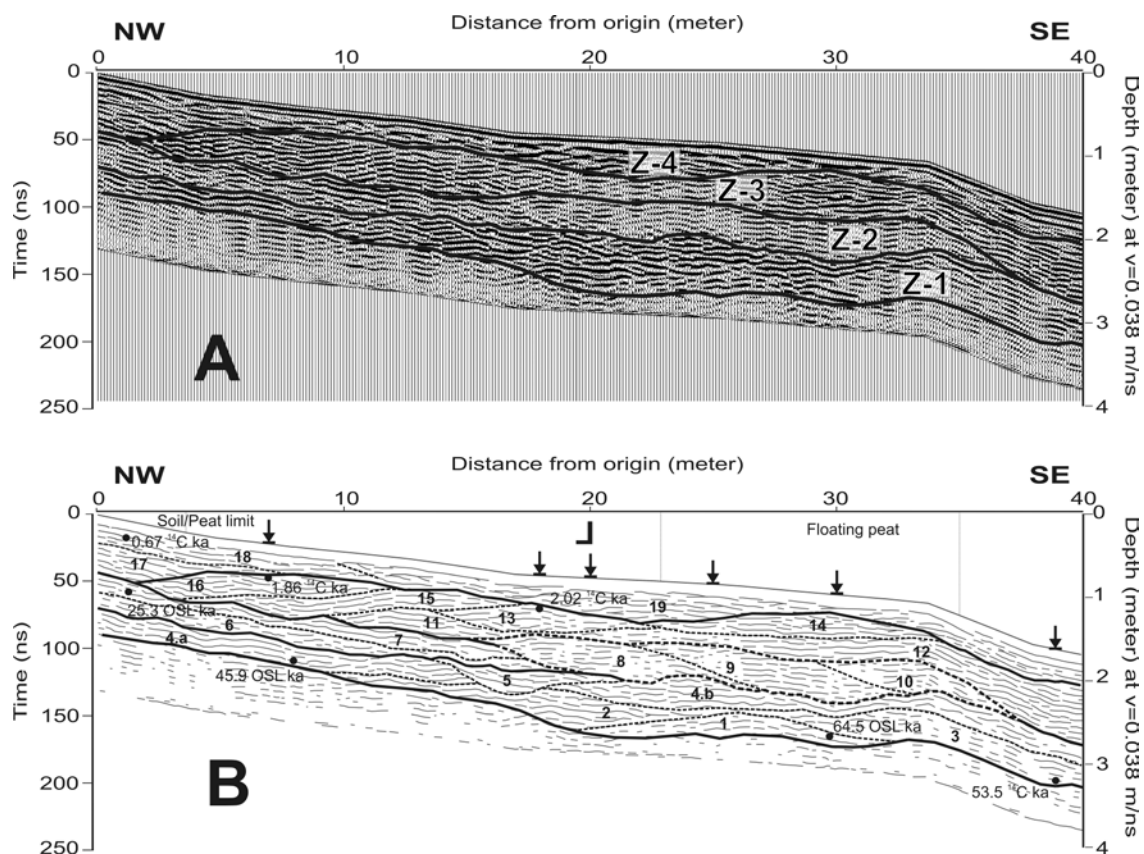 Distance from origin (meter)
NW
SE
0
10
20
30
40
0
50
100
150
200
250
Time (ns)
Z-4
Z-3
Z-2
Z-1
A
0
1
2
3
4
Depth (meter) at v=0.038 m/ns
Distance from origin (meter)
NW
SE
0
10
20
30
40
0
50
100
150
200
250
Time (ns)
Soil/Peat limit
Floating peat
0.67 ¹⁴C ka
17
18
16
1.86 ¹⁴C ka
25.3 OSL ka
15
2.02 ¹⁴C ka
19
14
6
11
13
4.a
7
8
12
9
45.9 OSL ka
5
4.b
10
2
1
64.5 OSL ka
3
53.5 ¹⁴C ka
B
0
1
2
3
4
Depth (meter) at v=0.038 m/ns